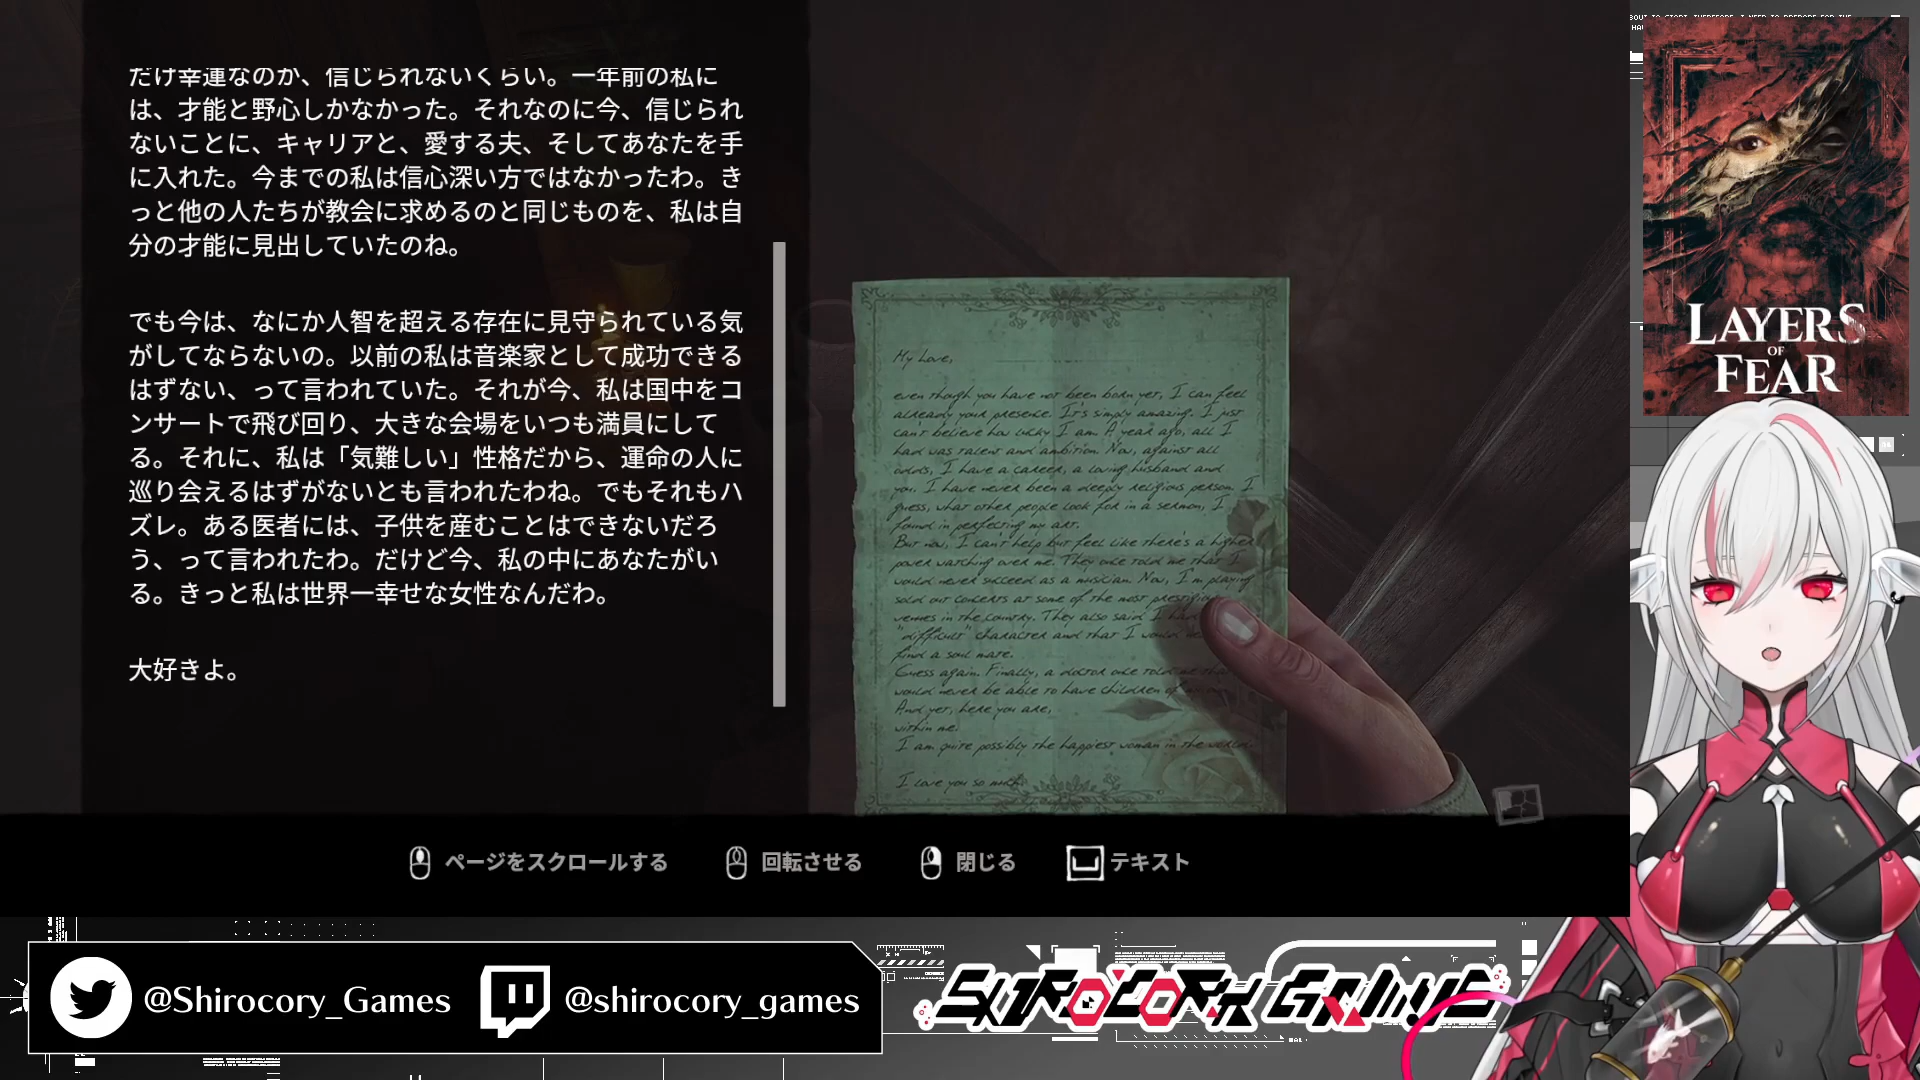 だけ幸運なのか、信じられないくらい。一年前の私に
は、才能と野心しかなかった。それなのに今、信じられ
ないことに、キャリアと、愛する夫、そしてあなたを手
に入れた。今までの私は信心深い方ではなかったわ。き
っと他の人たちが教会に求めるのと同じものを、私は自
分の才能に見出していたのね。
でも今は、なにか人智を超える存在に見守られている気
がしてならないの。以前の私は音楽家として成功できる
はずない、って言われていた。それが今、私は国中をコ
ンサートで飛び回り、大きな会場をいつも満員にして
る。それに、私は「気難しい」性格だから、運命の人に
巡り会えるはずがないとも言われたわね。でもそれもハ
ズレ。ある医者には、子供を産むことはできないだろ
う、って言われたわ。だけど今、私の中にあなたがい
る。きっと私は世界一幸せな女性なんだわ。
大好きよ。
My Love,
even though you have not been born yet, I can feel
already your presence. It's simply amazing. I just
can't believe how lucky I am. A year ago, all I
had was talent and ambition. Now, against all
odds, I have a career, a loving husband and
you. I have never been a deeply religious person. I
guess, what other people look for in a sermon, I
found in perfecting my art.
But now, I can't help but feel like there's a higher
power watching over me. They once told me that I
would never succeed as a musician. Now, I'm playing
sold out concerts at some of the most
venues in the country. They also said I
"difficult" character and that I would
find a soul mate.
Guess again. Finally, a doctor once told me that
would never be able to have children of
And yet, here you are,
within me.
I am quite possibly the happiest woman in the world.
I love you so much
ページをスクロールする 回転させる 閉じる テキスト
LAYERS
OF
FEAR
@Shirocory_Games @shirocory_games
SHIROCORY GAMING